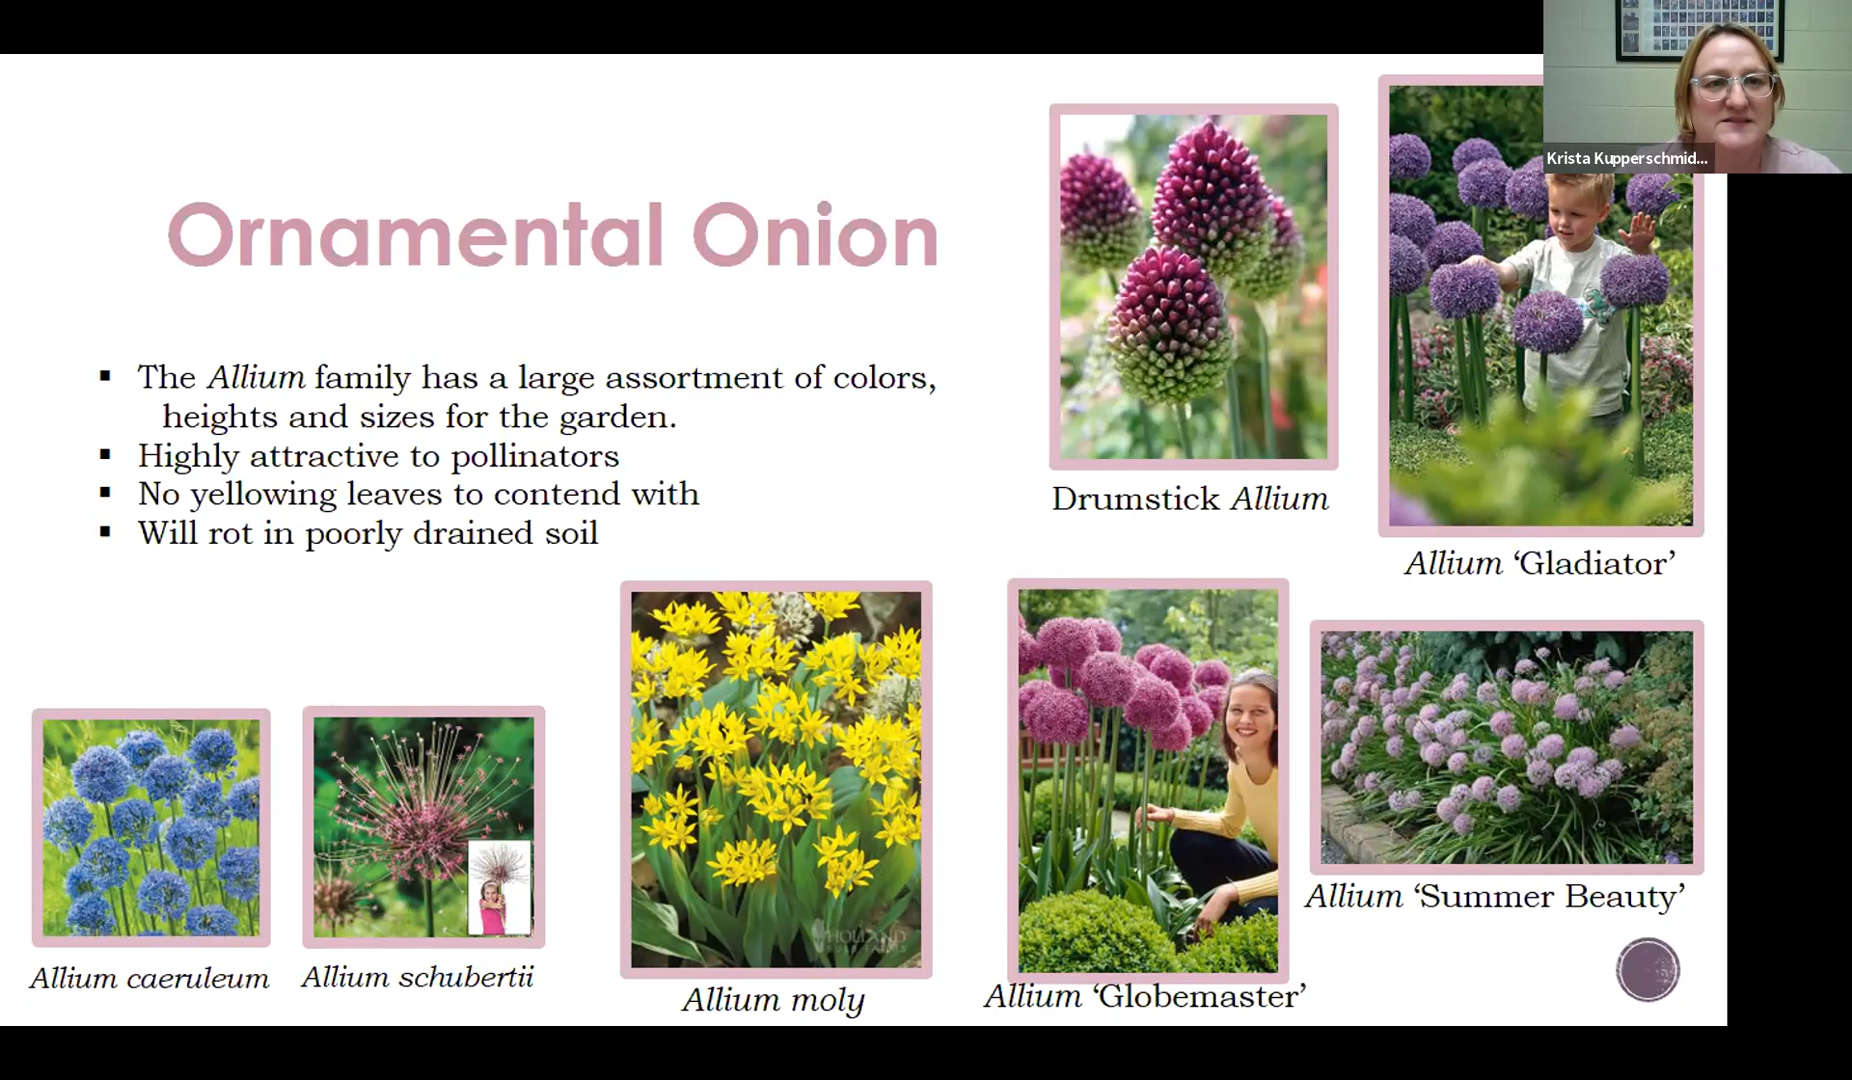 Krista Kupperschmid...
Ornamental Onion
▪ The Allium family has a large assortment of colors,
heights and sizes for the garden.
▪ Highly attractive to pollinators
▪ No yellowing leaves to contend with
▪ Will rot in poorly drained soil
Drumstick Allium
Allium ‘Gladiator’
Allium ‘Summer Beauty’
Allium caeruleum
Allium schubertii
HOLLAND
Allium moly
Allium ‘Globemaster’